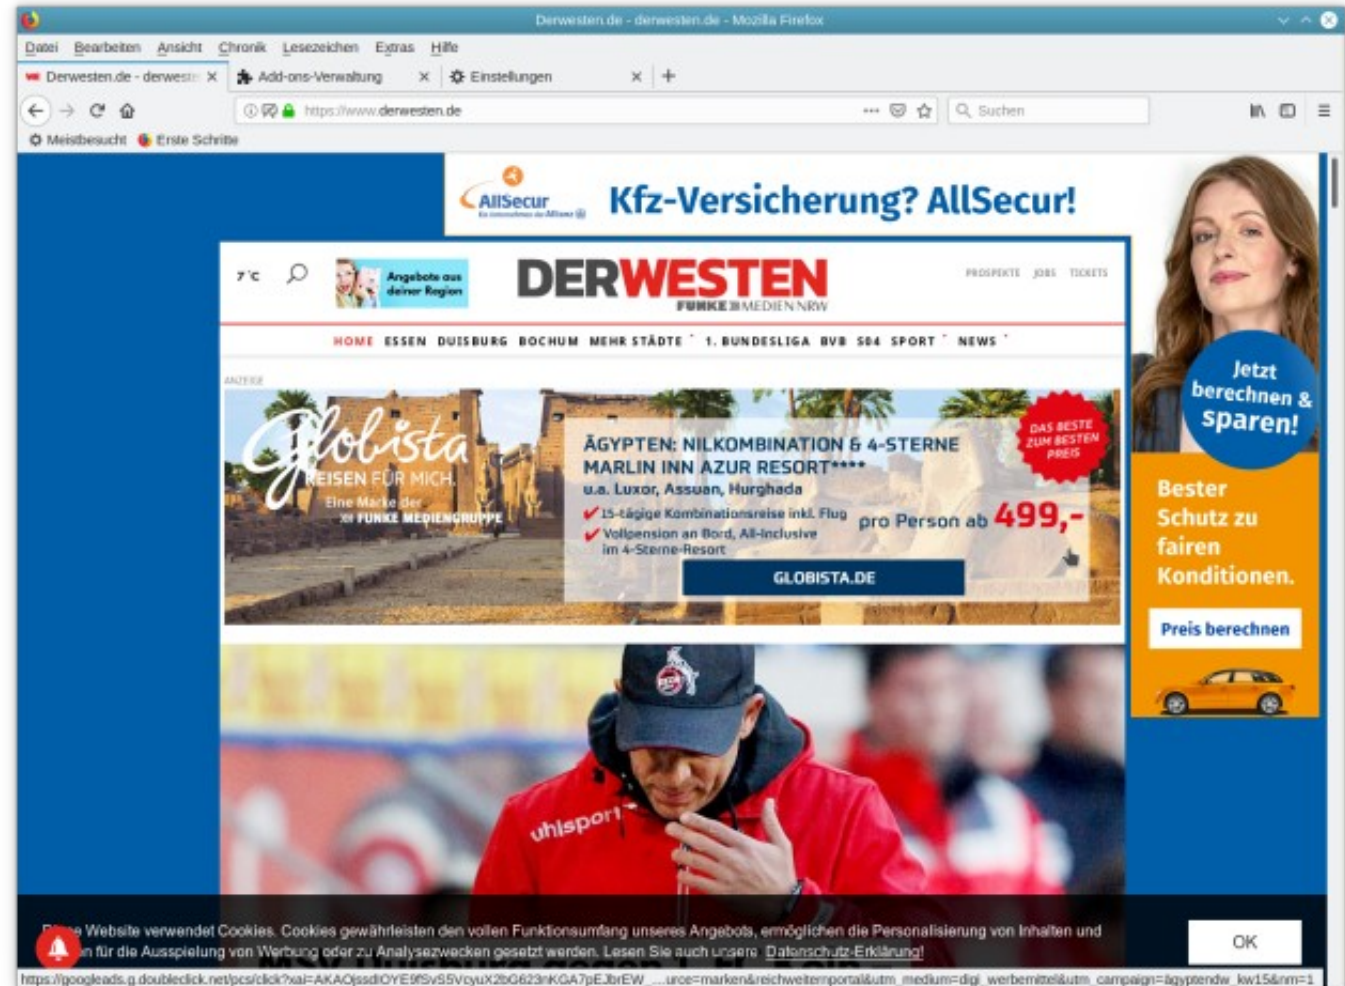 Derwesten.de - derwesten.de - Mozilla Firefox
Datei Bearbeiten Ansicht Chronik Lesezeichen Extras Hilfe
Derwesten.de - derweste
Add-ons-Verwaltung
Einstellungen
https://www.derwesten.de
Suchen
Meistbesucht Erste Schritte
AllSecur
Ein Unternehmen der Allianz
Kfz-Versicherung? AllSecur!
7°C
Angebote aus
deiner Region
DERWESTEN
FUNKE MEDIEN NRW
PROSPEKTE JOBS TICKETS
HOME ESSEN DUISBURG BOCHUM MEHR STÄDTE 1. BUNDESLIGA BVB S04 SPORT NEWS
ANZEIGE
Globista
REISEN FÜR MICH.
Eine Marke der
FUNKE MEDIENGRUPPE
ÄGYPTEN: NILKOMBINATION & 4-STERNE
MARLIN INN AZUR RESORT****
u.a. Luxor, Assuan, Hurghada
15-tägige Kombinationsreise inkl. Flug
Vollpension an Bord, All-Inclusive
im 4-Sterne-Resort
pro Person ab 499,-
DAS BESTE
ZUM BESTEN
PREIS
GLOBISTA.DE
Jetzt
berechnen &
sparen!
Bester
Schutz zu
fairen
Konditionen.
Preis berechnen
uhlsport
Website verwendet Cookies. Cookies gewährleisten den vollen Funktionsumfang unseres Angebots, ermöglichen die Personalisierung von Inhalten und
für die Ausspielung von Werbung oder zu Analysezwecken gesetzt werden. Lesen Sie auch unsere Datenschutz-Erklärung!
OK